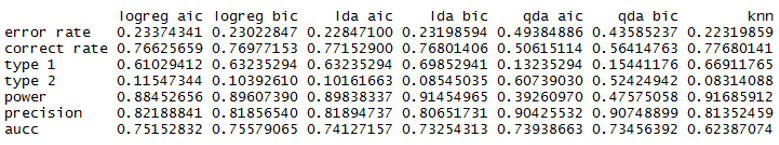 logreg aic logreg bic lda aic lda bic qda aic qda bic knn
error rate 0.23374341 0.23022847 0.22847100 0.23198594 0.49384886 0.43585237 0.22319859
correct rate 0.76625659 0.76977153 0.77152900 0.76801406 0.50615114 0.56414763 0.77680141
type 1 0.61029412 0.63235294 0.63235294 0.69852941 0.13235294 0.15441176 0.66911765
type 2 0.11547344 0.10392610 0.10161663 0.08545035 0.60739030 0.52424942 0.08314088
power 0.88452656 0.89607390 0.89838337 0.91454965 0.39260970 0.47575058 0.91685912
precision 0.82188841 0.81856540 0.81894737 0.80651731 0.90425532 0.90748899 0.81352459
aucc 0.75152832 0.75579065 0.74127157 0.73254313 0.73938663 0.73456392 0.62387074